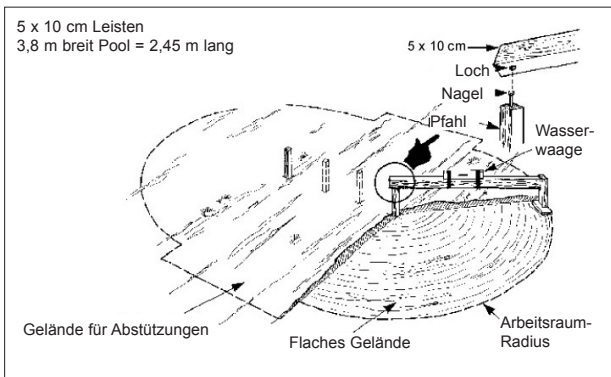 5 x 10 cm Leisten
3,8 m breit Pool = 2,45 m lang
5 x 10 cm
Loch
Nagel
Pfahl
Wasser-
waage
Gelände für Abstützungen
Flaches Gelände
Arbeitsraum-
Radius